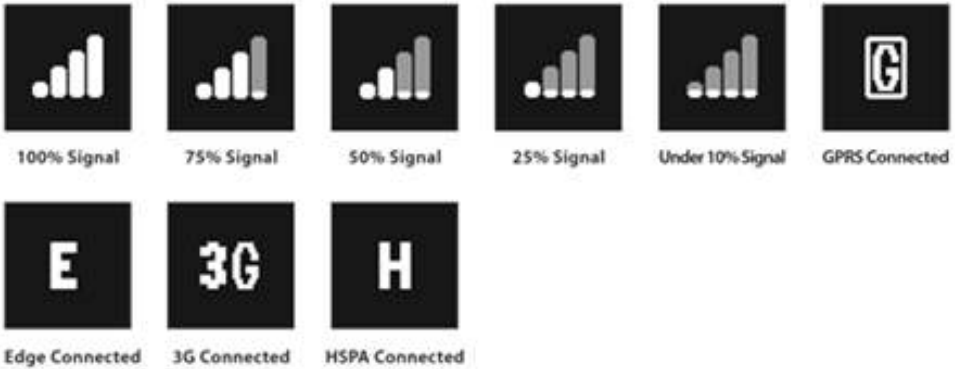 G
100% Signal
75% Signal
50% Signal
25% Signal
Under 10% Signal
GPRS Connected
E
3G
H
Edge Connected
3G Connected
HSPA Connected